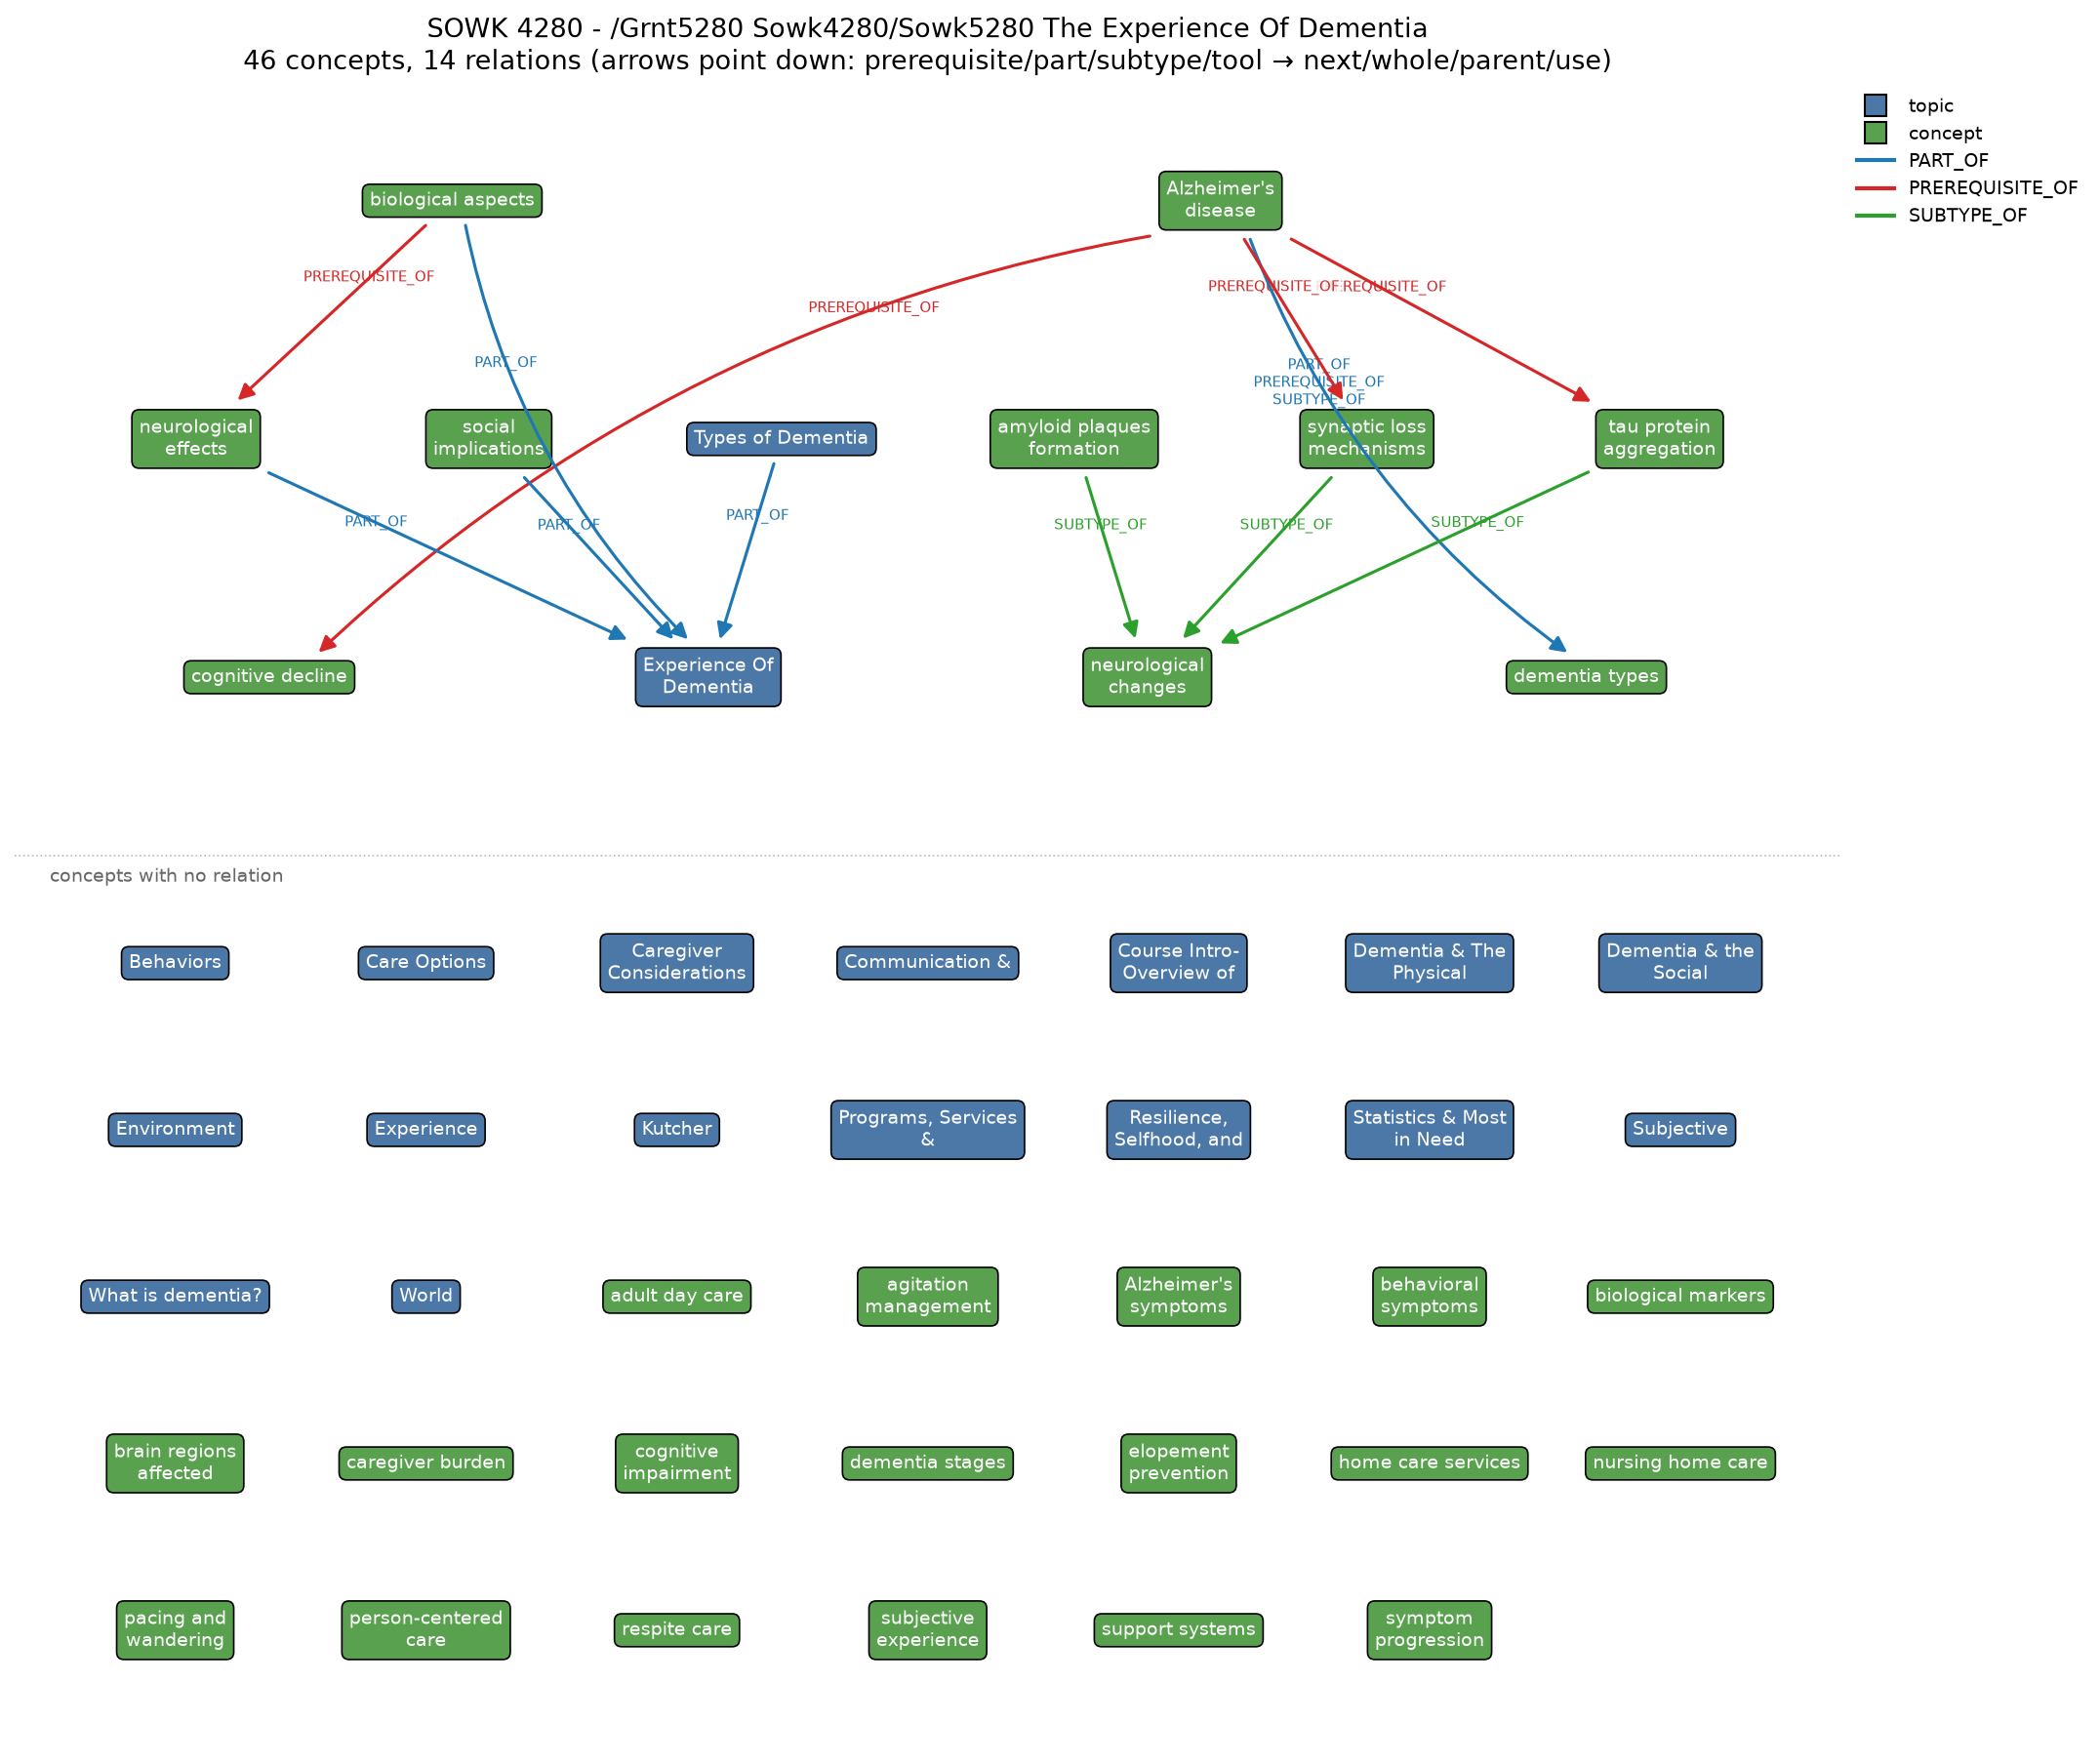 SOWK 4280 - /Grnt5280 Sowk4280/Sowk5280 The Experience Of Dementia
46 concepts, 14 relations (arrows point down: prerequisite/part/subtype/tool → next/whole/parent/use)
topic
concept
PART_OF
PREREQUISITE_OF
SUBTYPE_OF
biological aspects
Alzheimer's
disease
PREREQUISITE_OF
PREREQUISITE_OF
PREREQUISITE_OF
REQUISITE_OF
PART_OF
PART_OF
PREREQUISITE_OF
SUBTYPE_OF
neurological
effects
social
implications
Types of Dementia
amyloid plaques
formation
synaptic loss
mechanisms
tau protein
aggregation
PART_OF
PART_OF
PART_OF
SUBTYPE_OF
SUBTYPE_OF
SUBTYPE_OF
cognitive decline
Experience Of
Dementia
neurological
changes
dementia types
concepts with no relation
Behaviors
Care Options
Caregiver
Considerations
Communication &
Course Intro-
Overview of
Dementia & The
Physical
Dementia & the
Social
Environment
Experience
Kutcher
Programs, Services
&
Resilience,
Selfhood, and
Statistics & Most
in Need
Subjective
What is dementia?
World
adult day care
agitation
management
Alzheimer's
symptoms
behavioral
symptoms
biological markers
brain regions
affected
caregiver burden
cognitive
impairment
dementia stages
elopement
prevention
home care services
nursing home care
pacing and
wandering
person-centered
care
respite care
subjective
experience
support systems
symptom
progression